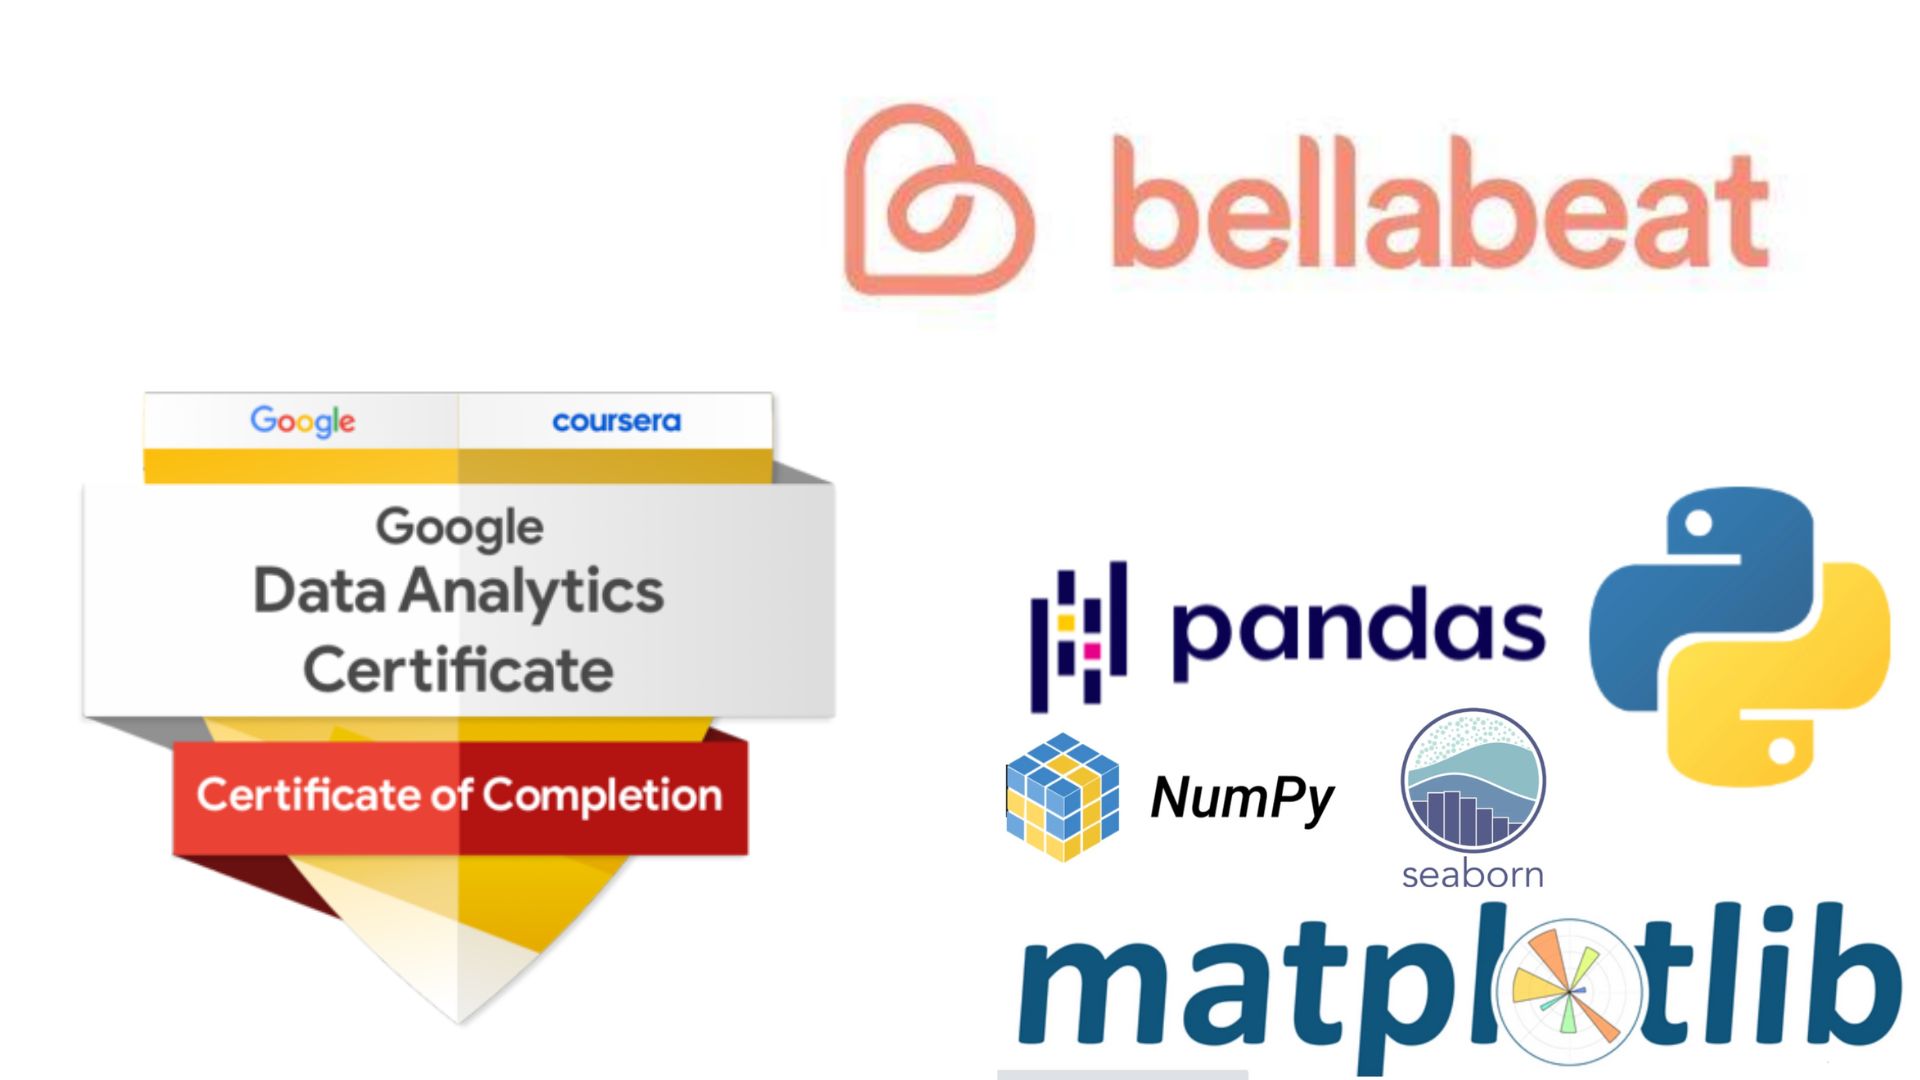 bellabeat
Google coursera
Google
Data Analytics
Certificate
Certificate of Completion
pandas
NumPy
seaborn
matplotlib